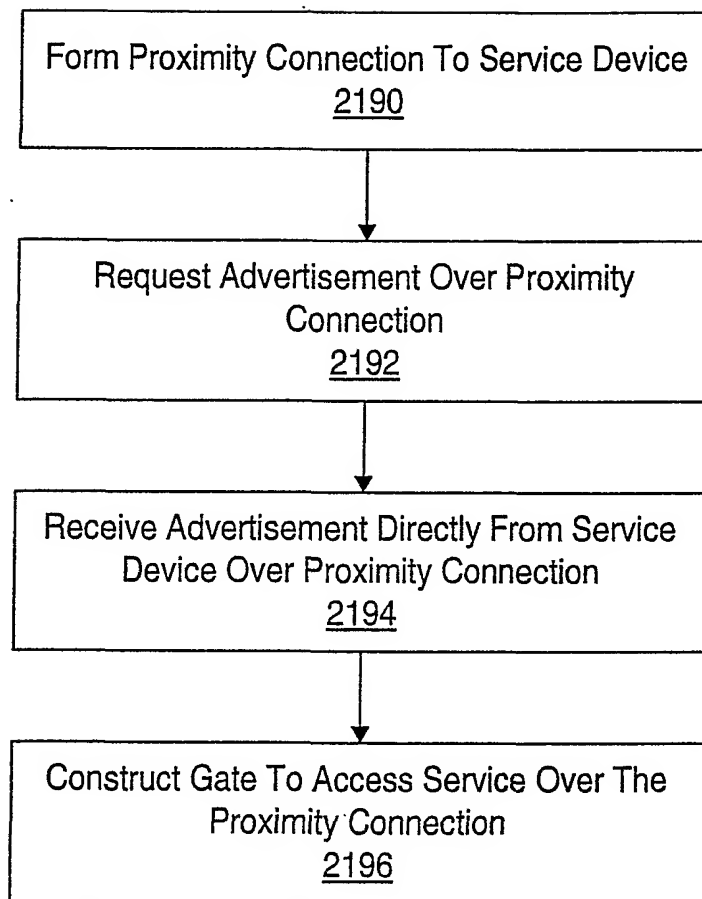 Form Proximity Connection To Service Device
2190
Request Advertisement Over Proximity
Connection
2192
Receive Advertisement Directly From Service
Device Over Proximity Connection
2194
Construct Gate To Access Service Over The
Proximity Connection
2196